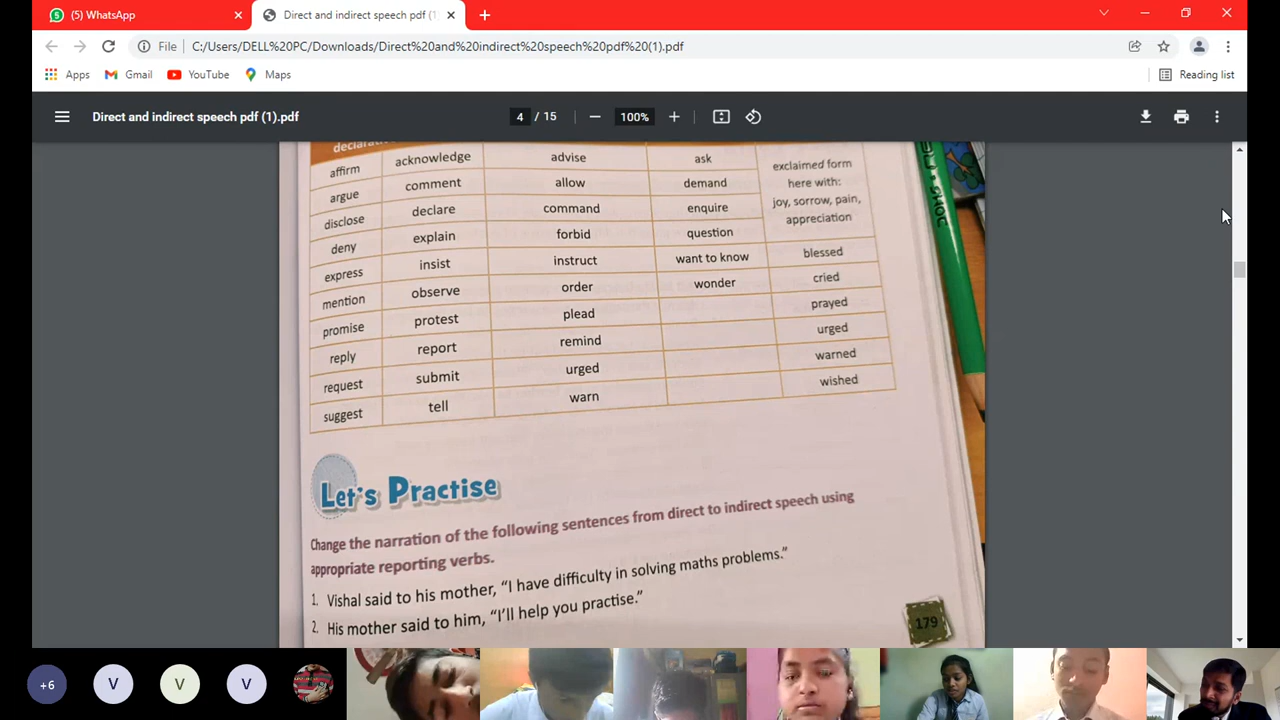 (5) WhatsApp
Direct and indirect speech pdf (1)
File C:/Users/DELL%20PC/Downloads/Direct%20and%20indirect%20speech%20pdf%20(1).pdf
Apps Gmail YouTube Maps Reading list
Direct and indirect speech pdf (1).pdf 4 / 15 100%
affirm acknowledge advise ask exclaimed form
argue comment allow demand here with:
disclose declare command enquire joy, sorrow, pain,
deny explain forbid question appreciation
express insist instruct want to know blessed
mention observe order wonder cried
promise protest plead prayed
reply report remind urged
request submit urged warned
suggest tell warn wished
Let's Practise
Change the narration of the following sentences from direct to indirect speech using
appropriate reporting verbs.
1. Vishal said to his mother, “I have difficulty in solving maths problems.”
2. His mother said to him, “I'll help you practise.”
179
+6 V V V